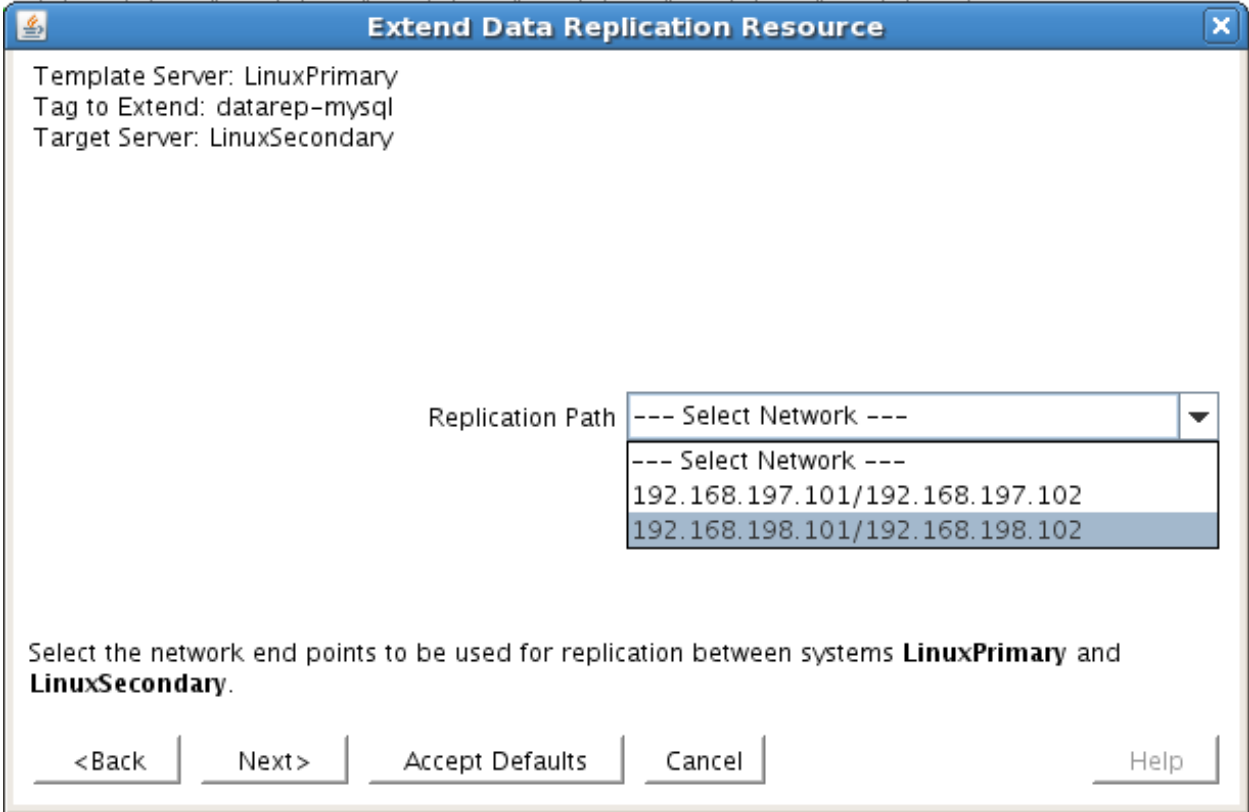 Extend Data Replication Resource
Template Server: LinuxPrimary
Tag to Extend: datarep-mysql
Target Server: LinuxSecondary
Replication Path --- Select Network ---
--- Select Network ---
192.168.197.101/192.168.197.102
192.168.198.101/192.168.198.102
Select the network end points to be used for replication between systems LinuxPrimary and
LinuxSecondary.
<Back Next> Accept Defaults Cancel Help